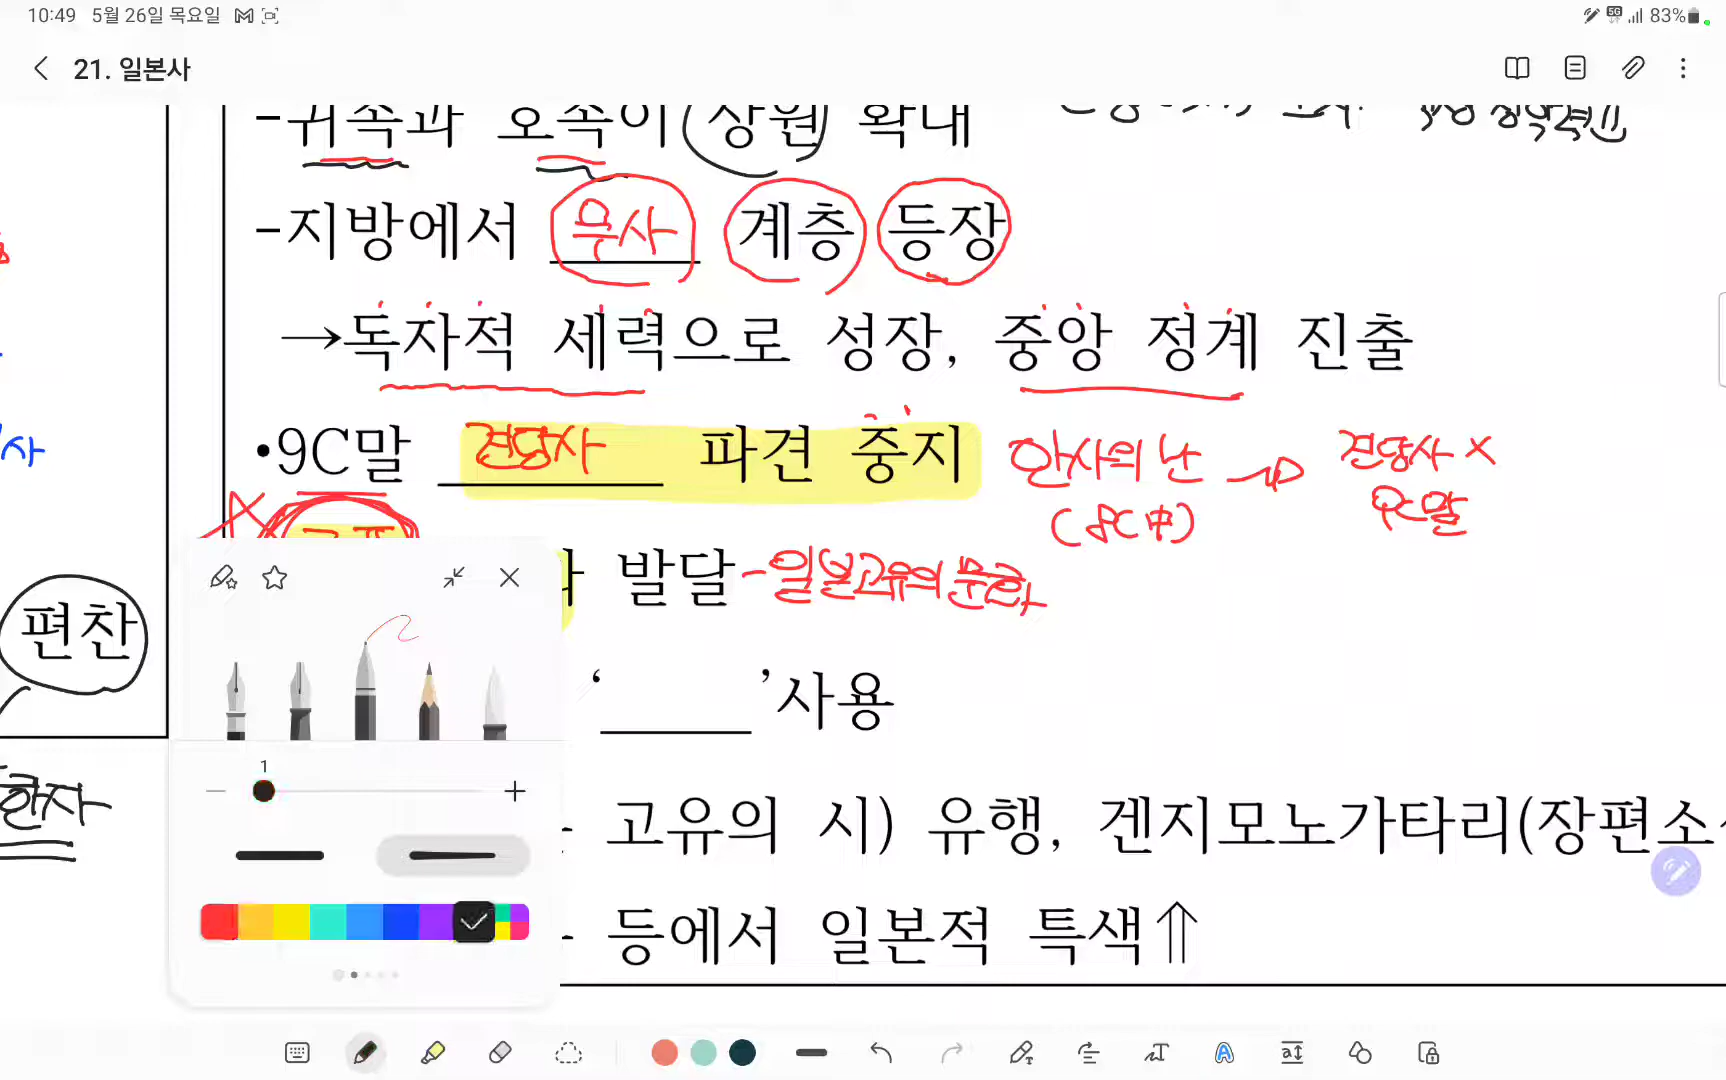 10:49 5월 26일 목요일 83%
21. 일본사
-귀족과 호족이 장원 확대
-지방에서 무사 계층 등장
→독자적 세력으로 성장, 중앙 정계 진출
•9C말 견당사 파견 중지 안사의 난 → 견당사 ×
(8C中) 9C말
발달 -일본 고유의 문화
편찬
‘ ’사용
1
한자
고유의 시) 유행, 겐지모노가타리(장편소
등에서 일본적 특색⇑